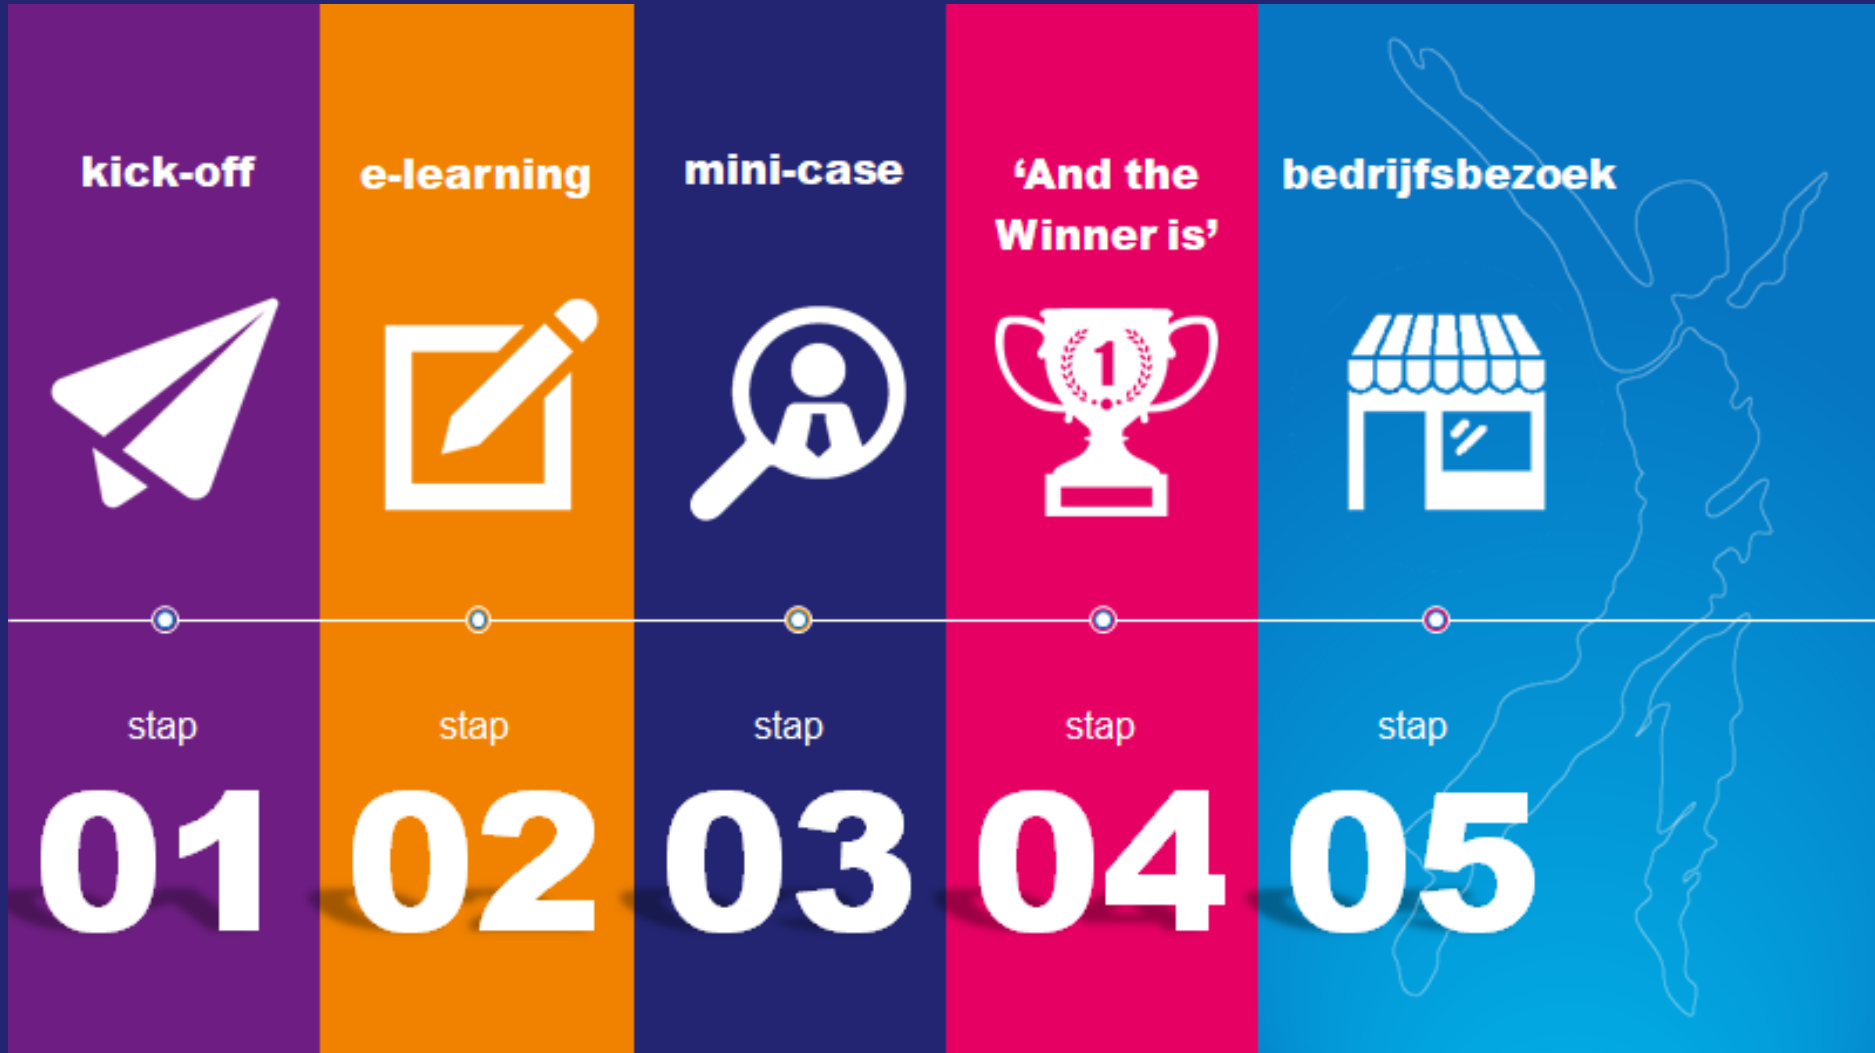 kick-off
e-learning
mini-case
‘And the
Winner is’
bedrijfsbezoek
1
stap
stap
stap
stap
stap
01
02
03
04
05